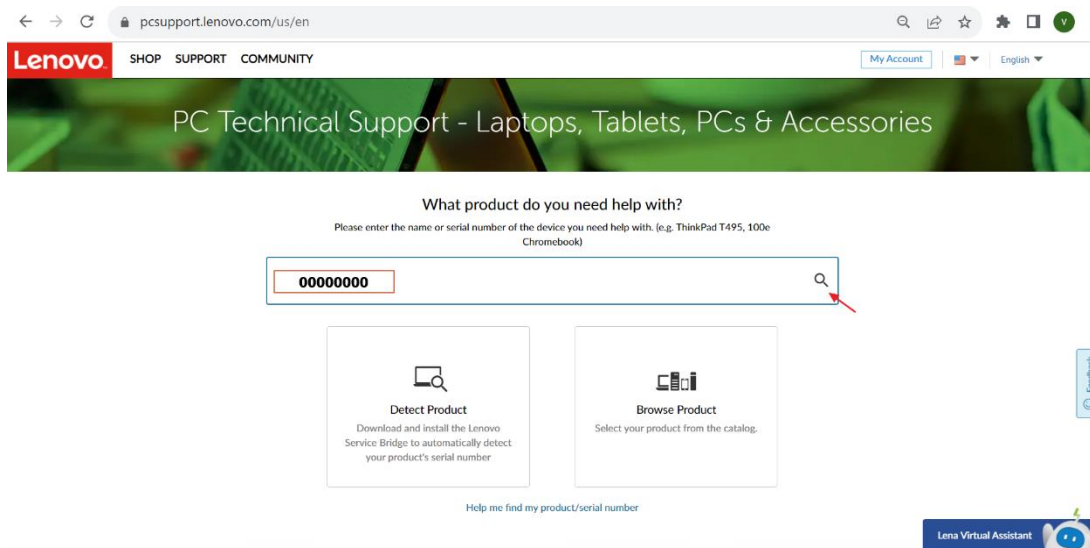 pcsupport.lenovo.com/us/en
V
Lenovo SHOP SUPPORT COMMUNITY My Account English
PC Technical Support - Laptops, Tablets, PCs & Accessories
What product do you need help with?
Please enter the name or serial number of the device you need help with. (e.g. ThinkPad T495, 100e
Chromebook)
00000000
Detect Product
Download and install the Lenovo
Service Bridge to automatically detect
your product's serial number
Browse Product
Select your product from the catalog.
Help me find my product/serial number
Lena Virtual Assistant